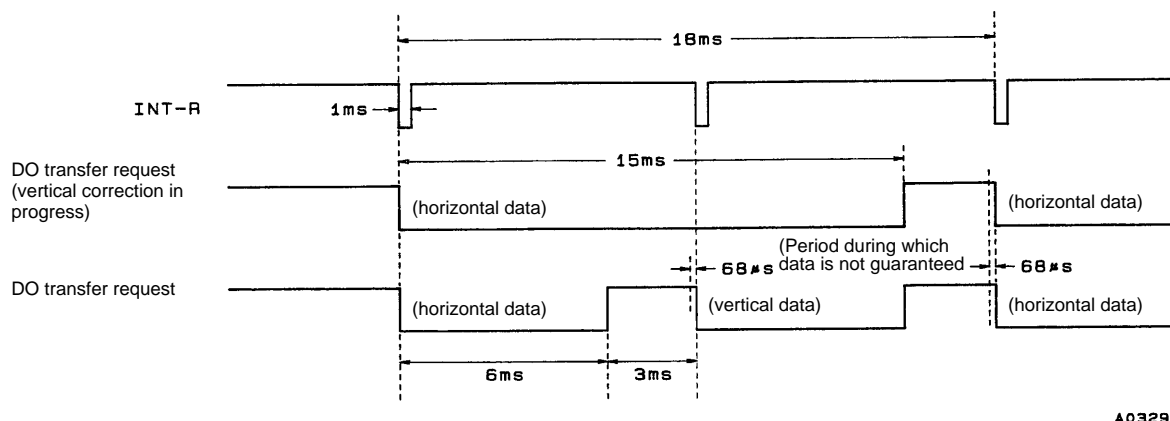 18ms
INT-R
1ms
15ms
DO transfer request
(vertical correction in
progress)
(horizontal data)
(horizontal data)
(Period during which
data is not guaranteed
68µs
68µs
DO transfer request
(horizontal data)
(vertical data)
(horizontal data)
6ms
3ms
A0329